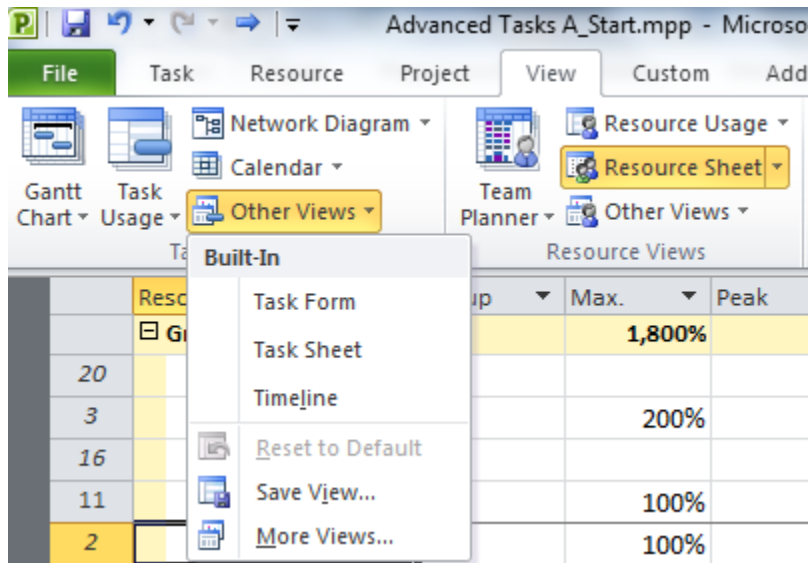 P Advanced Tasks A_Start.mpp - Microso
File Task Resource Project View Custom Add
Gantt Chart
Task Usage
Network Diagram
Calendar
Other Views
Team Planner
Resource Usage
Resource Sheet
Other Views
Resource Views
Built-In
Task Form
Task Sheet
Timeline
Reset to Default
Save View...
More Views...
Max. Peak
1,800%
20
3 200%
16
11 100%
2 100%